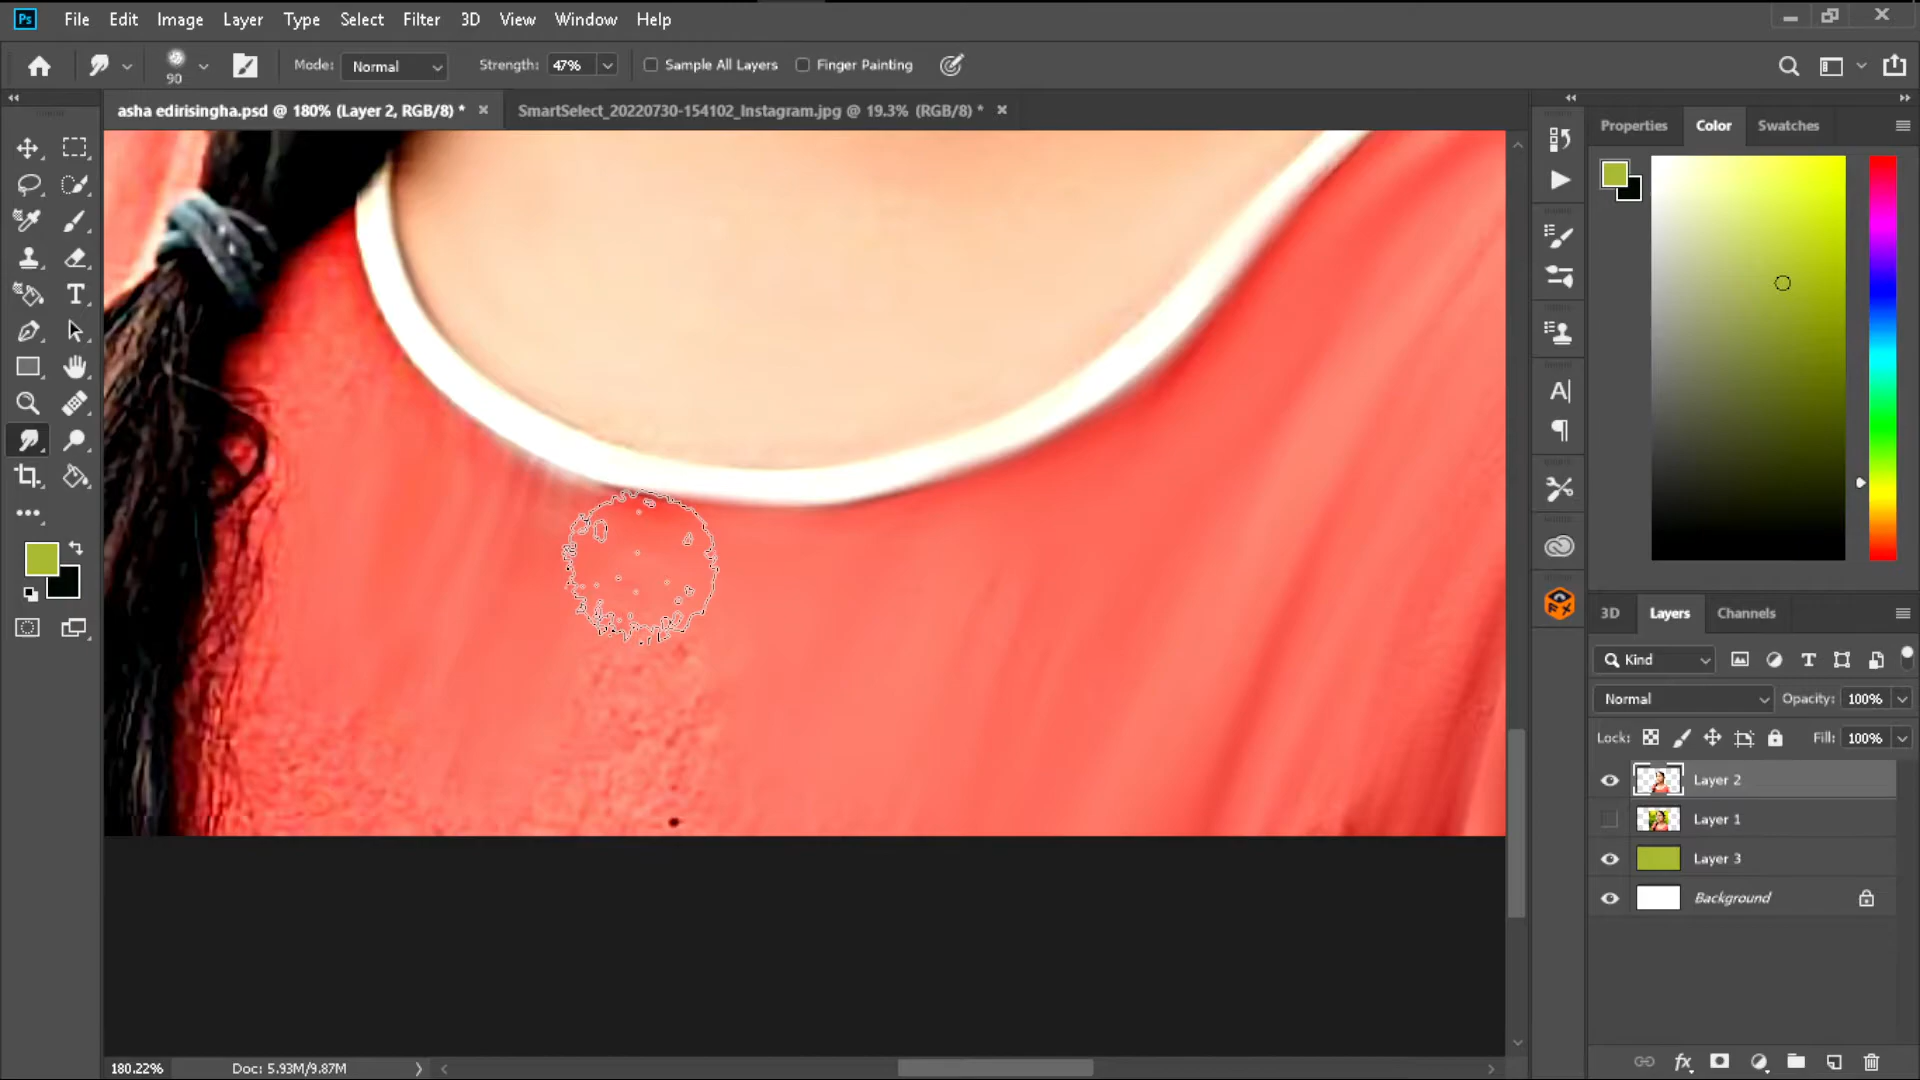 Ps File Edit Image Layer Type Select Filter 3D View Window Help
90 Mode: Normal Strength: 47% Sample All Layers Finger Painting
asha edirisingha.psd @ 180% (Layer 2, RGB/8) * SmartSelect_20220730-154102_Instagram.jpg @ 19.3% (RGB/8) *
Properties Color Swatches
3D Layers Channels
Kind
Normal Opacity: 100%
Lock: Fill: 100%
Layer 2
Layer 1
Layer 3
Background
180.22% Doc: 5.93M/9.87M